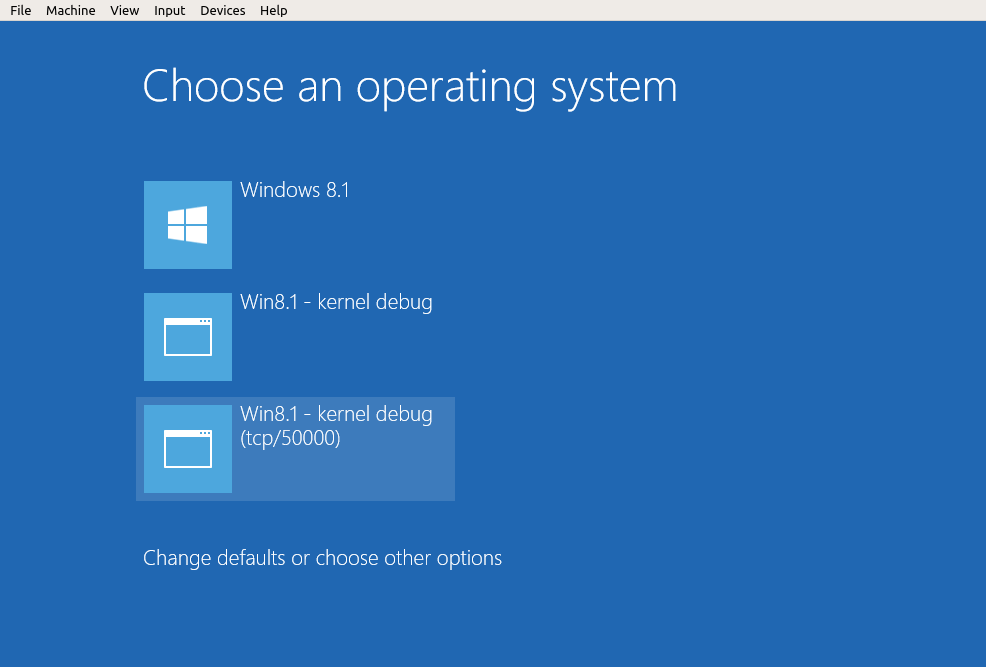 File Machine View Input Devices Help
Choose an operating system
Windows 8.1
Win8.1 - kernel debug
Win8.1 - kernel debug
(tcp/50000)
Change defaults or choose other options